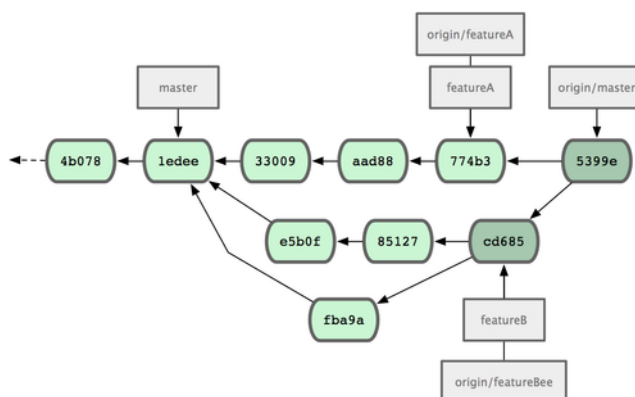 origin/featureA
master
featureA
origin/master
4b078
1edee
33009
aad88
774b3
5399e
e5b0f
85127
cd685
fba9a
featureB
origin/featureBee